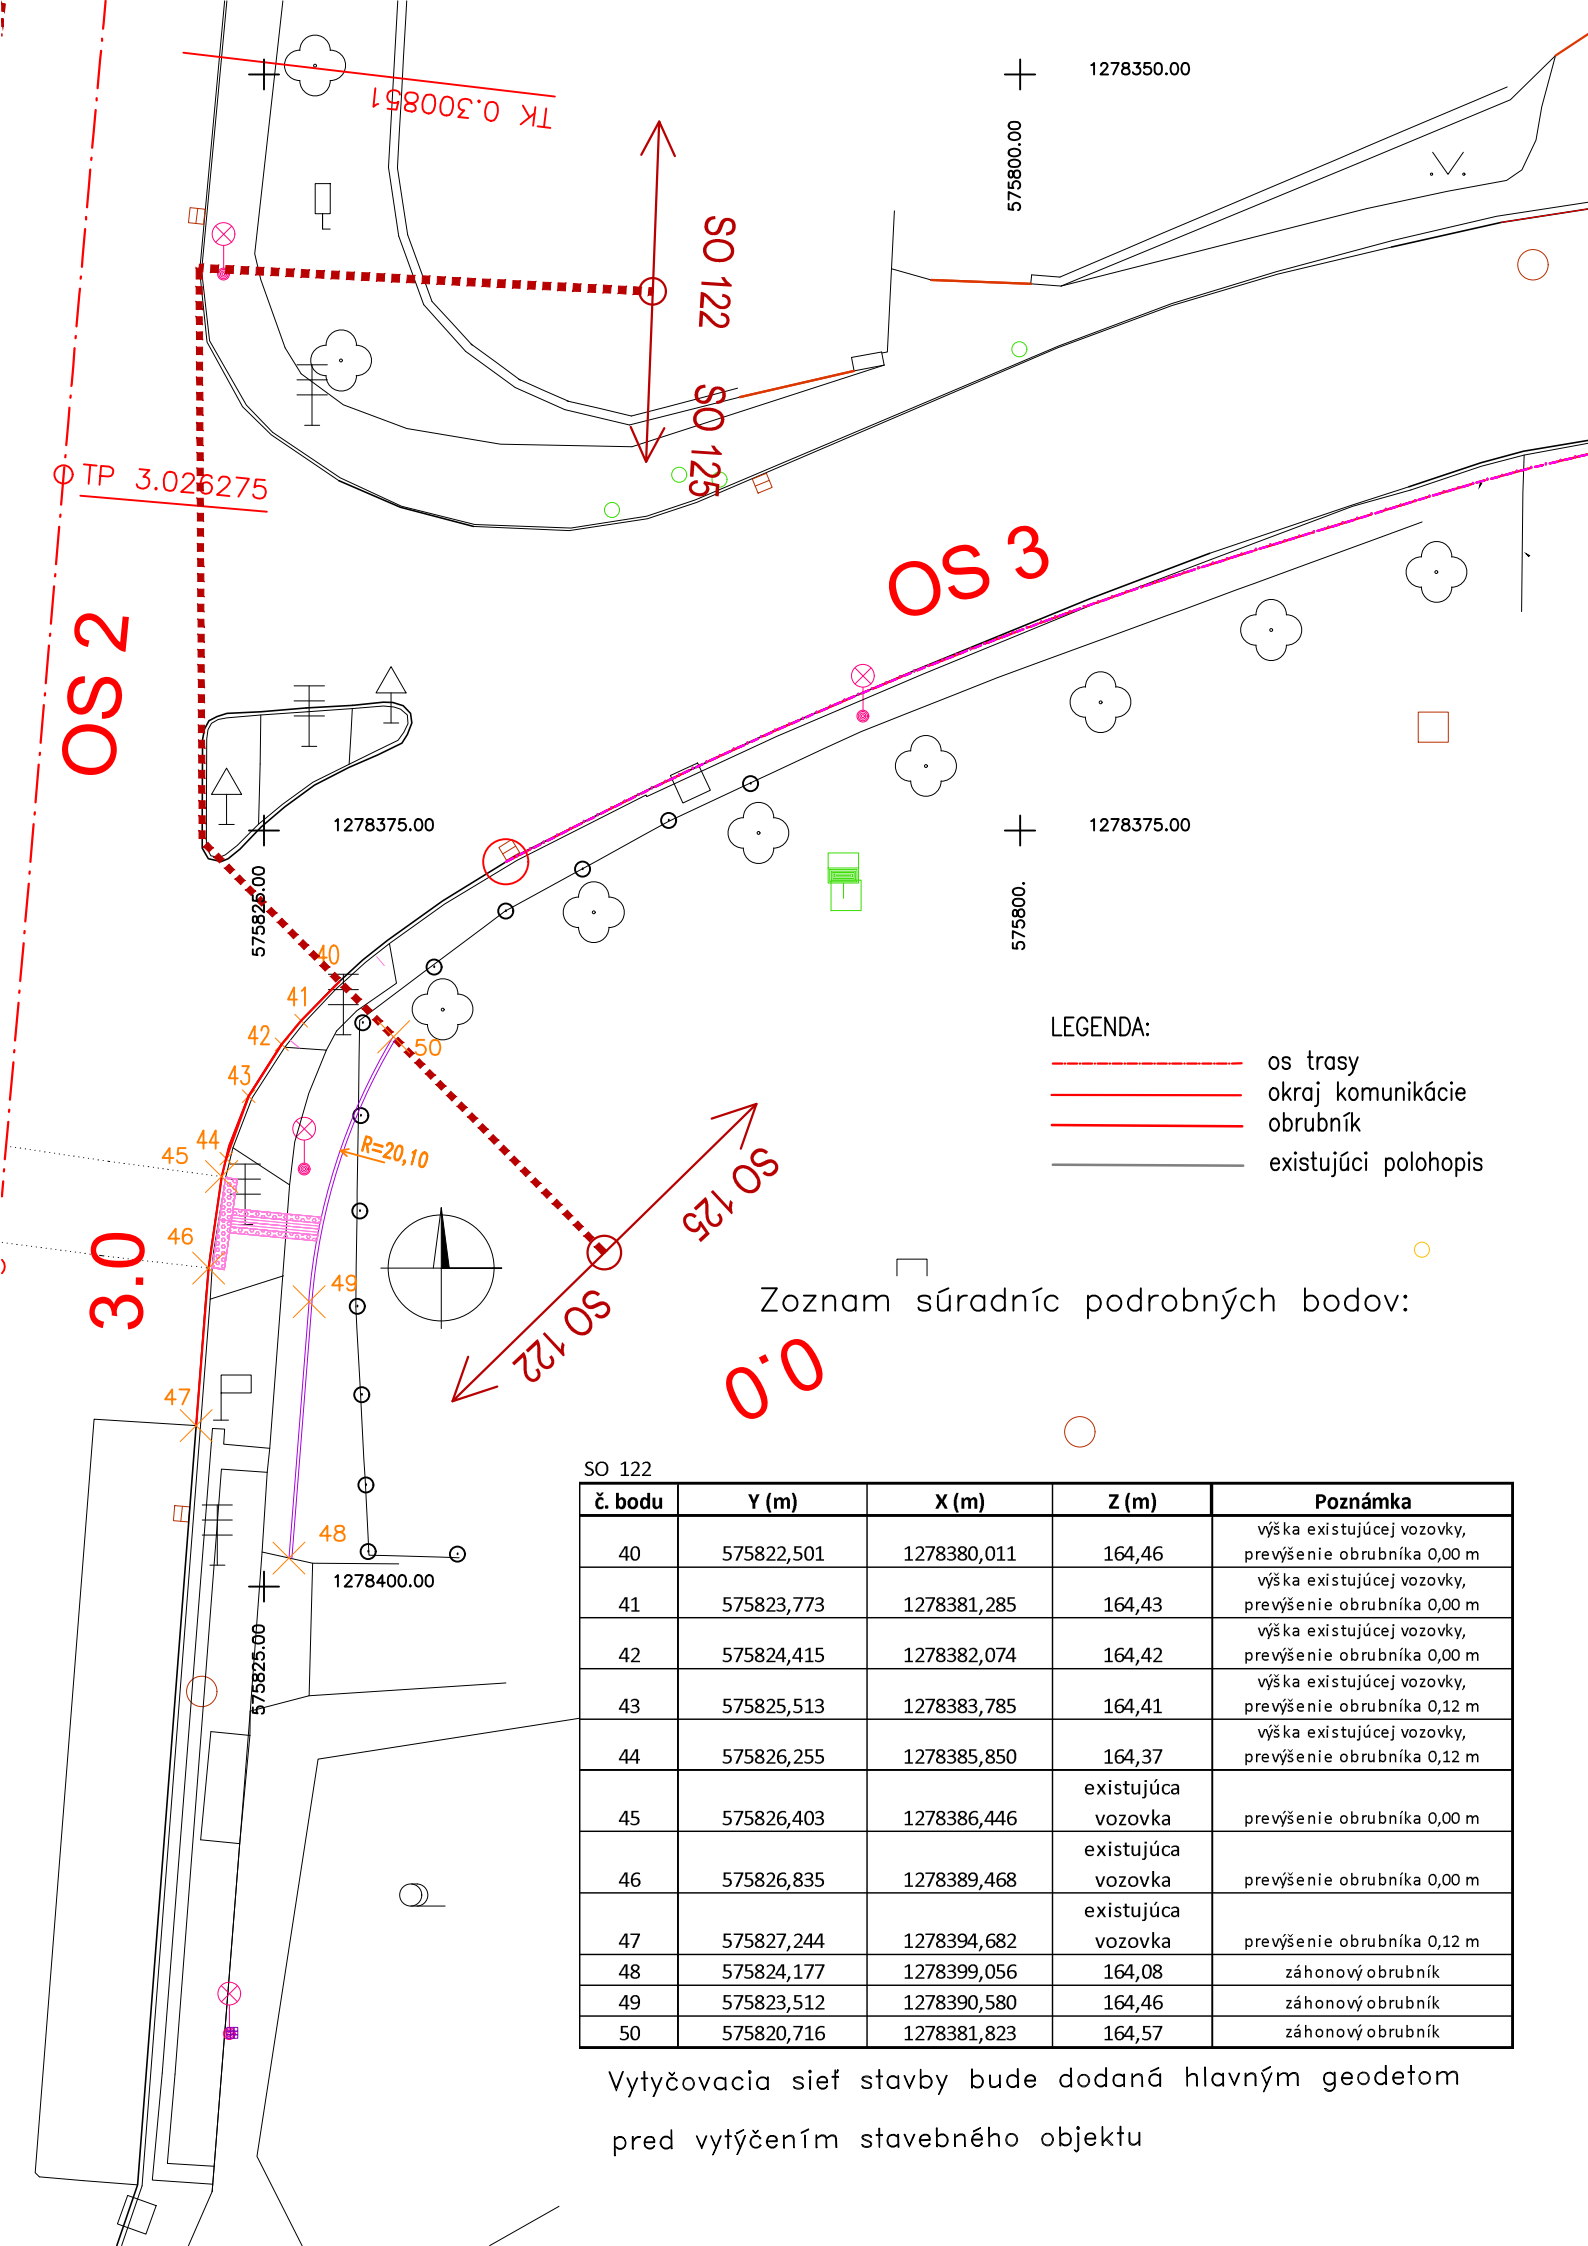 1278350.00
TK 0.300851
575800.00
SO 122
SO 125
TP 3.026275
OS 3
OS 2
1278375.00
1278375.00
575825.00
575800.
40
41
42
50
43
44
45
R=20,10
46
49
47
48
3.0
0.0
SO 125
SO 122
LEGENDA:
os trasy
okraj komunikácie
obrubník
existujúci polohopis
1278400.00
575825.00
Zoznam súradníc podrobných bodov:
SO 122
č. bodu Y (m) X (m) Z (m) Poznámka
výška existujúcej vozovky,
40 575822,501 1278380,011 164,46 prevýšenie obrubníka 0,00 m
výška existujúcej vozovky,
41 575823,773 1278381,285 164,43 prevýšenie obrubníka 0,00 m
výška existujúcej vozovky,
42 575824,415 1278382,074 164,42 prevýšenie obrubníka 0,00 m
výška existujúcej vozovky,
43 575825,513 1278383,785 164,41 prevýšenie obrubníka 0,12 m
výška existujúcej vozovky,
44 575826,255 1278385,850 164,37 prevýšenie obrubníka 0,12 m
existujúca
45 575826,403 1278386,446 vozovka prevýšenie obrubníka 0,00 m
existujúca
46 575826,835 1278389,468 vozovka prevýšenie obrubníka 0,00 m
existujúca
47 575827,244 1278394,682 vozovka prevýšenie obrubníka 0,12 m
48 575824,177 1278399,056 164,08 záhonový obrubník
49 575823,512 1278390,580 164,46 záhonový obrubník
50 575820,716 1278381,823 164,57 záhonový obrubník
Vytyčovacia sieť stavby bude dodaná hlavným geodetom
pred vytýčením stavebného objektu